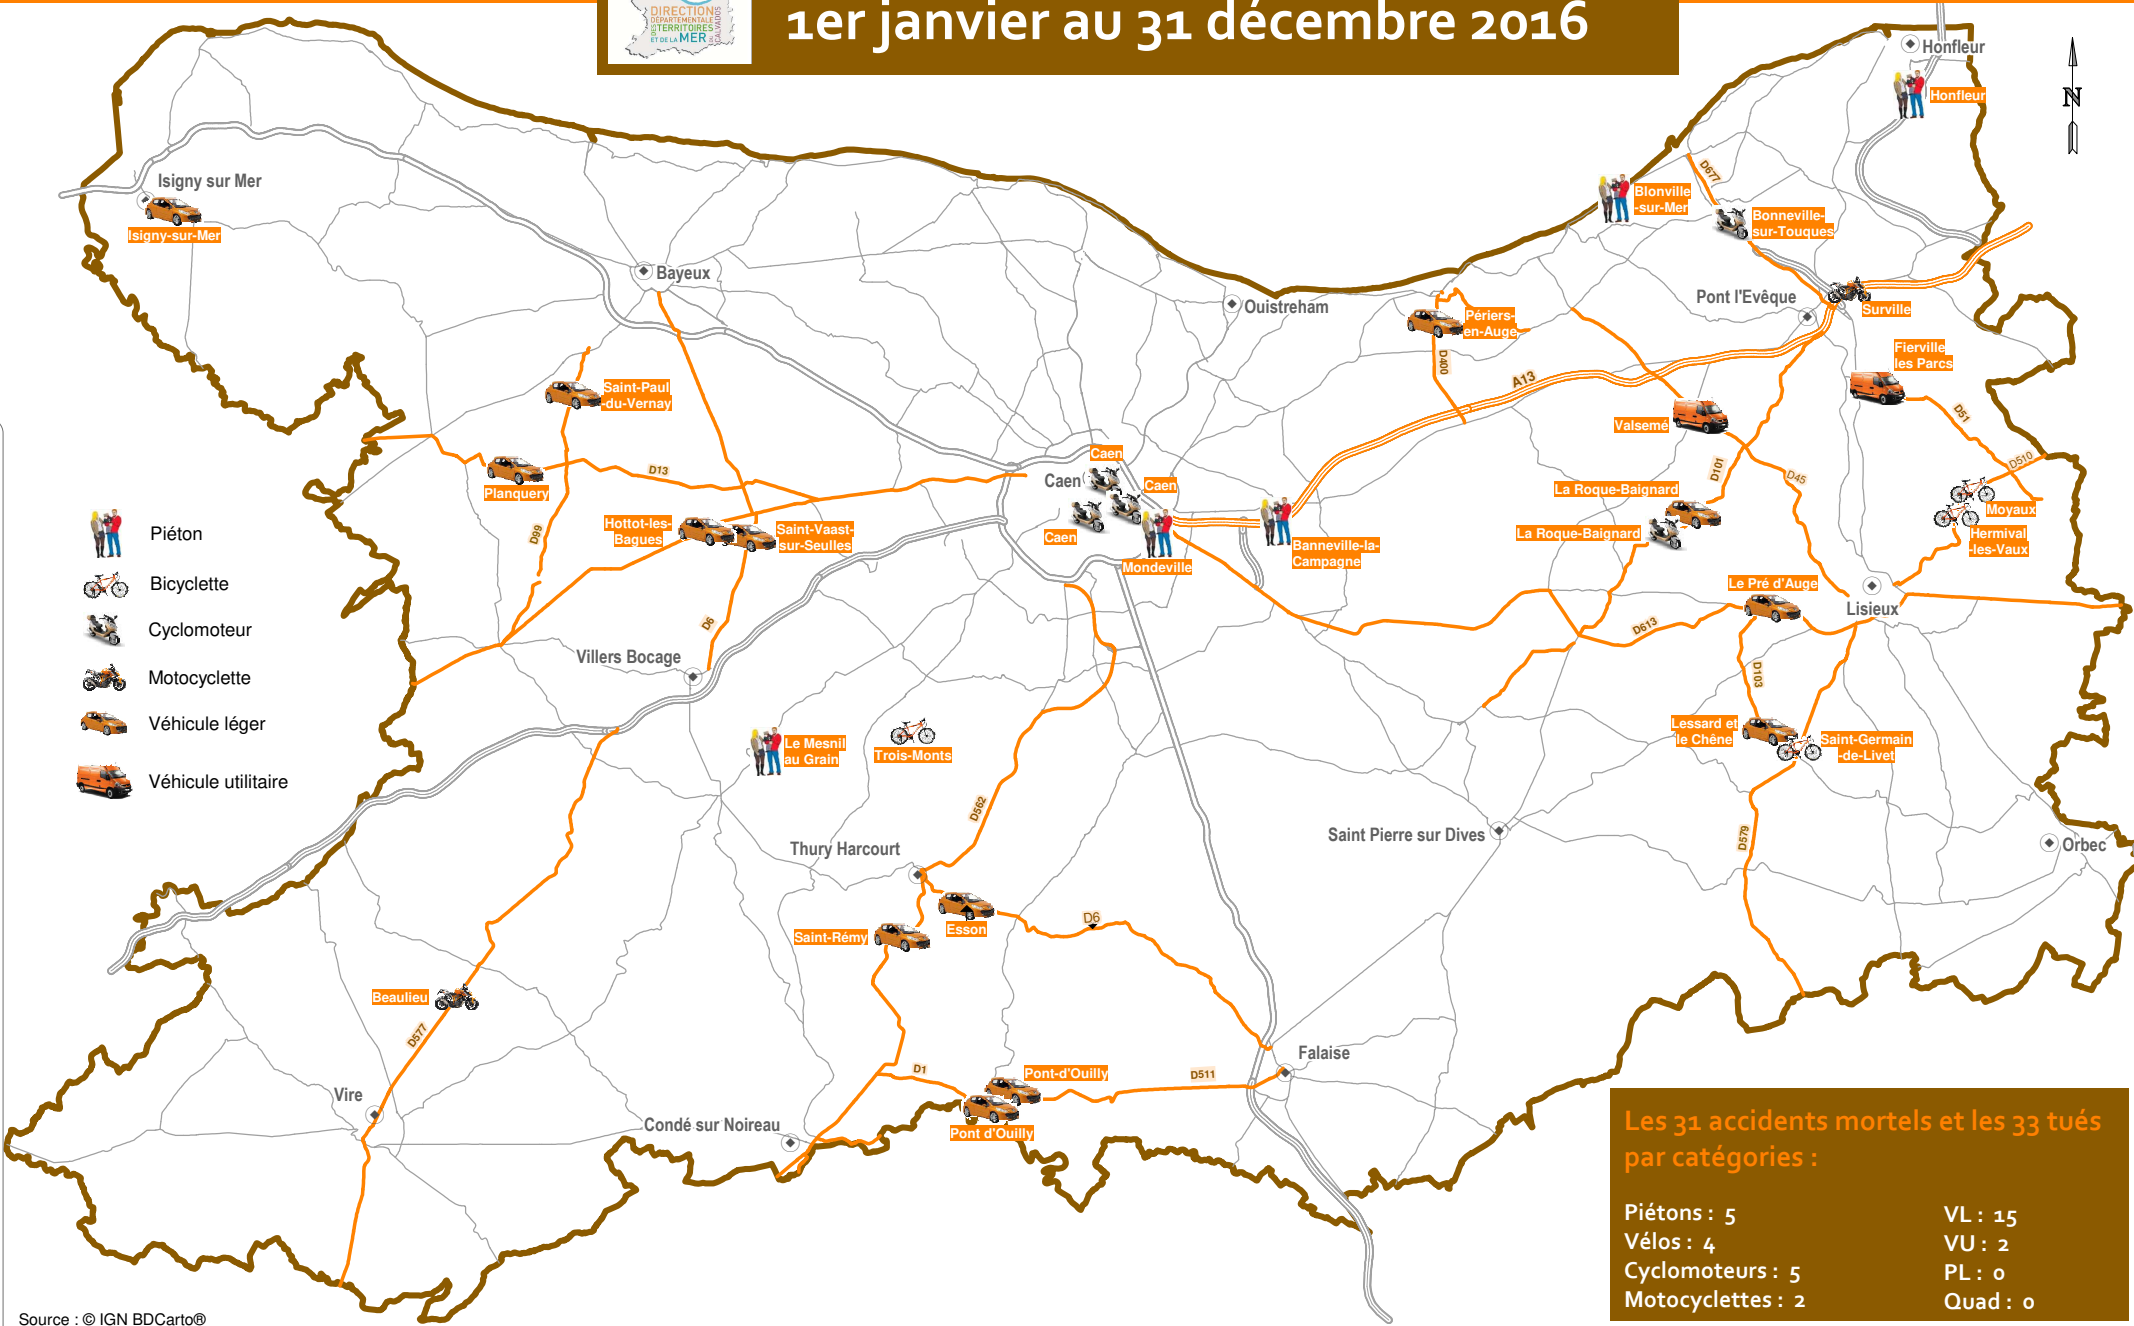 DIRECTION
DÉPARTEMENTALE
DES TERRITOIRES
ET DE LA MER
CALVADOS
1er janvier au 31 décembre 2016
Honfleur
Honfleur
N
Isigny sur Mer
Isigny-sur-Mer
D677
Blonville
-sur-Mer
Bonneville-
sur-Touques
Bayeux
Ouistreham
Pont l'Evêque
Surville
Périers-
en-Auge
D400
Fierville
les Parcs
A13
Saint-Paul
-du-Vernay
D51
Valsemé
D13
Planquery
Caen
Caen
Caen
Caen
D101
D45
D510
La Roque-Baignard
La Roque-Baignard
Moyaux
Hermival
-les-Vaux
Hottot-les-
Bagues
Saint-Vaast-
sur-Seulles
D99
Banneville-la-
Campagne
Mondeville
Piéton
Bicyclette
Cyclomoteur
Motocyclette
Véhicule léger
Véhicule utilitaire
Le Pré d'Auge
Lisieux
D6
D613
Villers Bocage
D103
Lessard et
le Chêne
Saint-Germain
-de-Livet
Le Mesnil
au Grain
Trois-Monts
D562
Saint Pierre sur Dives
D579
Thury Harcourt
Orbec
Esson
D6
Saint-Rémy
Beaulieu
D577
Falaise
D1
Pont-d'Ouilly
D511
Vire
Condé sur Noireau
Pont d'Ouilly
Les 31 accidents mortels et les 33 tués
par catégories :
Piétons : 5
Vélos : 4
Cyclomoteurs : 5
Motocyclettes : 2
VL : 15
VU : 2
PL : 0
Quad : 0
Source : © IGN BDCarto®